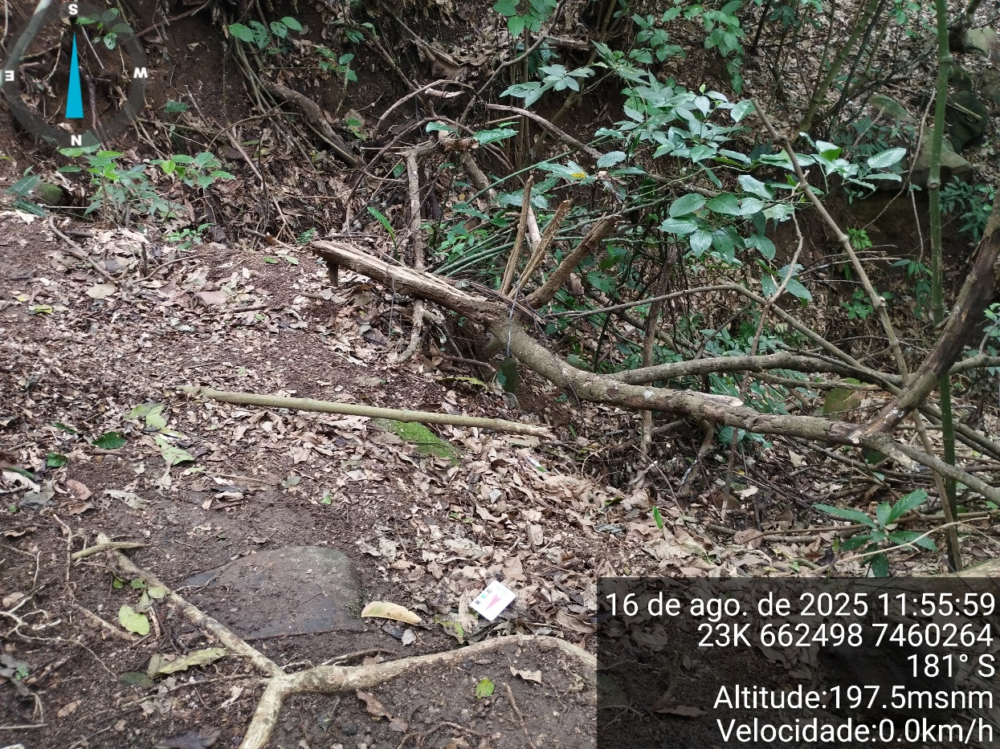 S
E
W
N
16 de ago. de 2025 11:55:59
23K 662498 7460264
181° S
Altitude:197.5msnm
Velocidade:0.0km/h